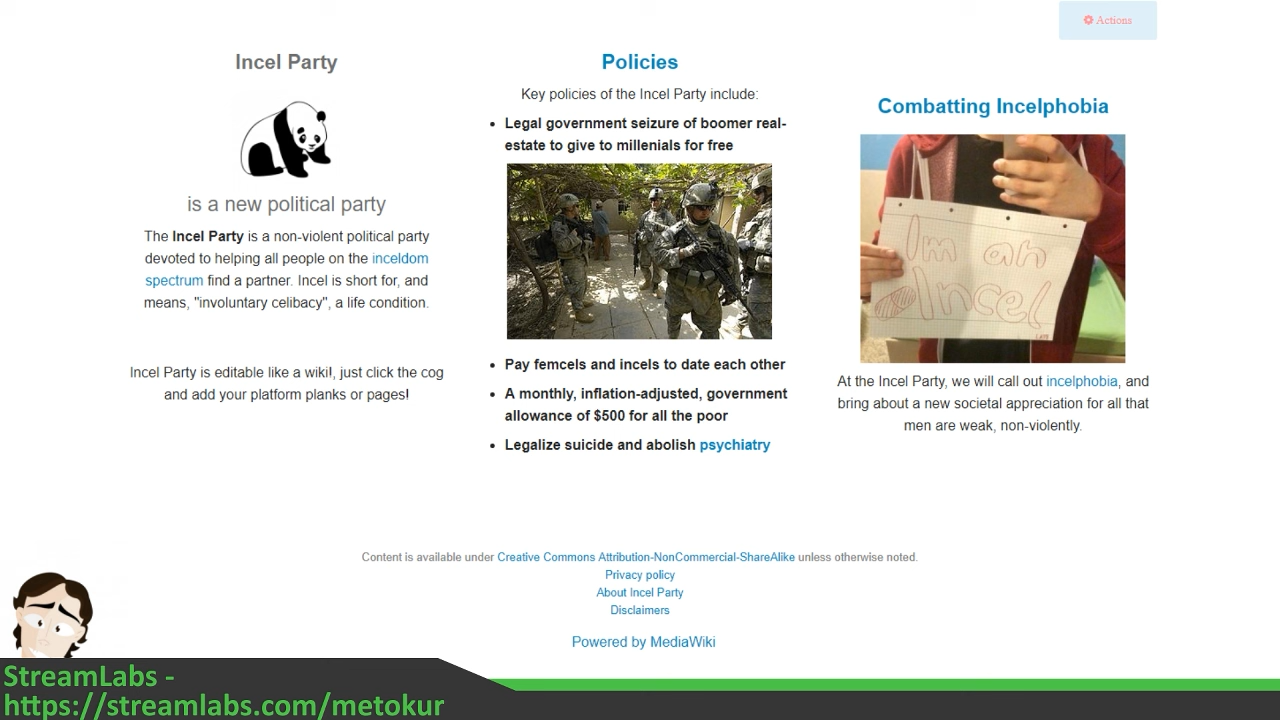 Actions
Incel Party
is a new political party
The Incel Party is a non-violent political party
devoted to helping all people on the inceldom
spectrum find a partner. Incel is short for, and
means, "involuntary celibacy", a life condition.
Incel Party is editable like a wiki!, just click the cog
and add your platform planks or pages!
Policies
Key policies of the Incel Party include:
• Legal government seizure of boomer real-
estate to give to millenials for free
• Pay femcels and incels to date each other
• A monthly, inflation-adjusted, government
allowance of $500 for all the poor
• Legalize suicide and abolish psychiatry
Combatting Incelphobia
Im an
Incel
At the Incel Party, we will call out incelphobia, and
bring about a new societal appreciation for all that
men are weak, non-violently.
Content is available under Creative Commons Attribution-NonCommercial-ShareAlike unless otherwise noted.
Privacy policy
About Incel Party
Disclaimers
Powered by MediaWiki
StreamLabs -
https://streamlabs.com/metokur